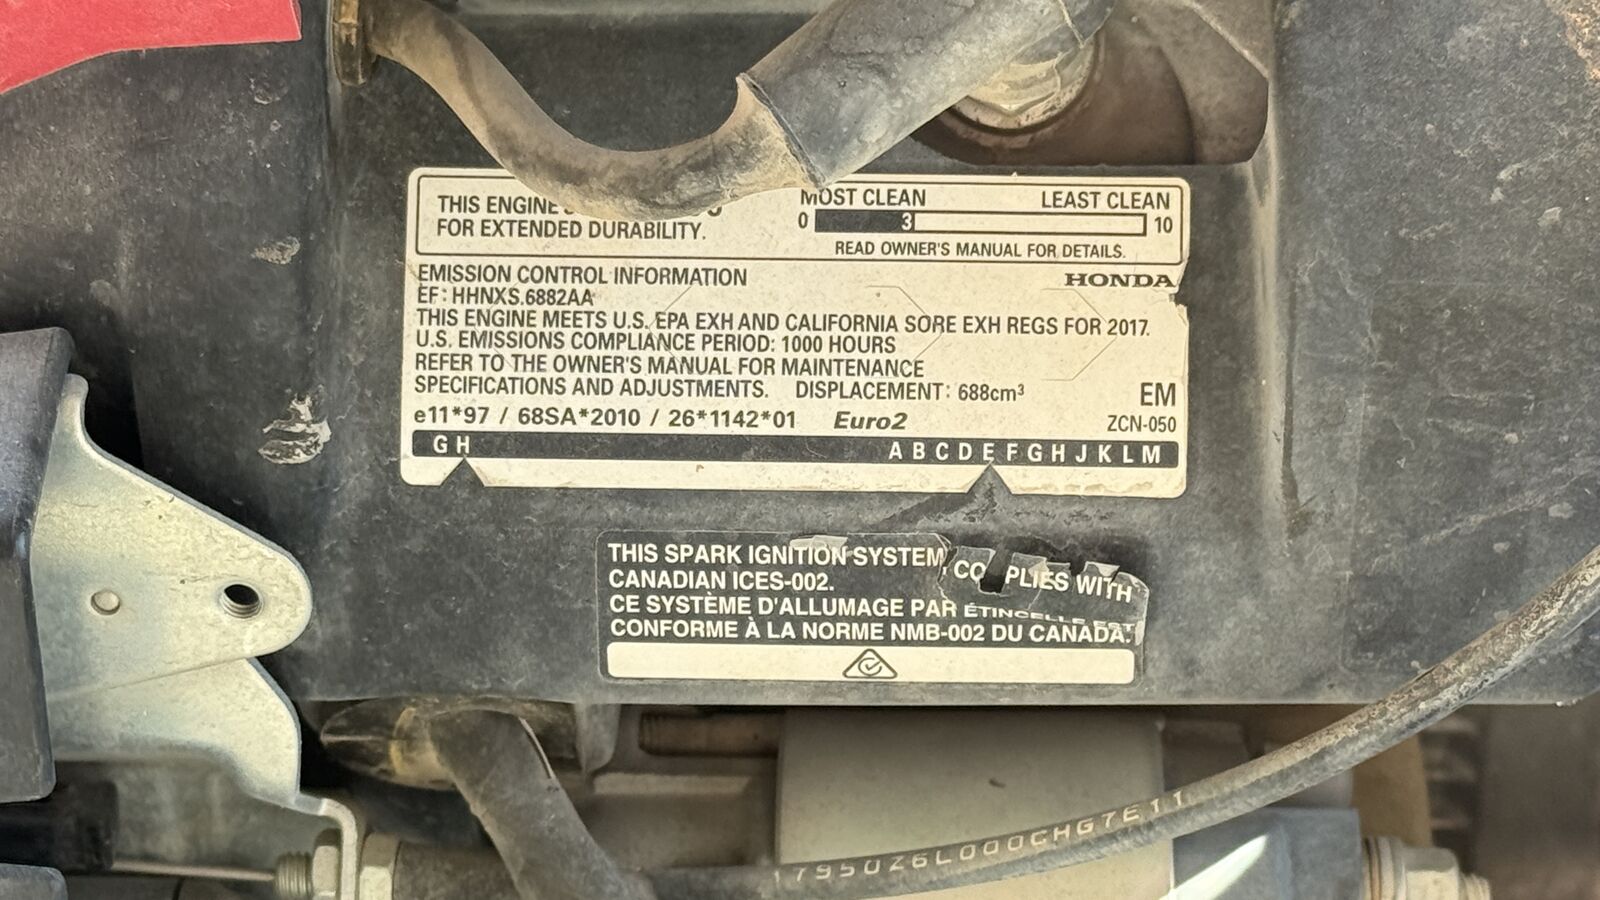 THIS ENGINE
FOR EXTENDED DURABILITY.
MOST CLEAN LEAST CLEAN
0 3 10
READ OWNER'S MANUAL FOR DETAILS.
EMISSION CONTROL INFORMATION HONDA
EF: HHNXS.6882AA
THIS ENGINE MEETS U.S. EPA EXH AND CALIFORNIA SORE EXH REGS FOR 2017.
U.S. EMISSIONS COMPLIANCE PERIOD: 1000 HOURS
REFER TO THE OWNER'S MANUAL FOR MAINTENANCE
SPECIFICATIONS AND ADJUSTMENTS. DISPLACEMENT: 688cm³ EM
e11*97 / 68SA*2010 / 26*1142*01 Euro2 ZCN-050
G H A B C D E F G H J K L M
THIS SPARK IGNITION SYSTEM COMPLIES WITH
CANADIAN ICES-002.
CE SYSTÈME D'ALLUMAGE PAR ÉTINCELLE EST
CONFORME À LA NORME NMB-002 DU CANADA.
17950Z6L000CHG7E11